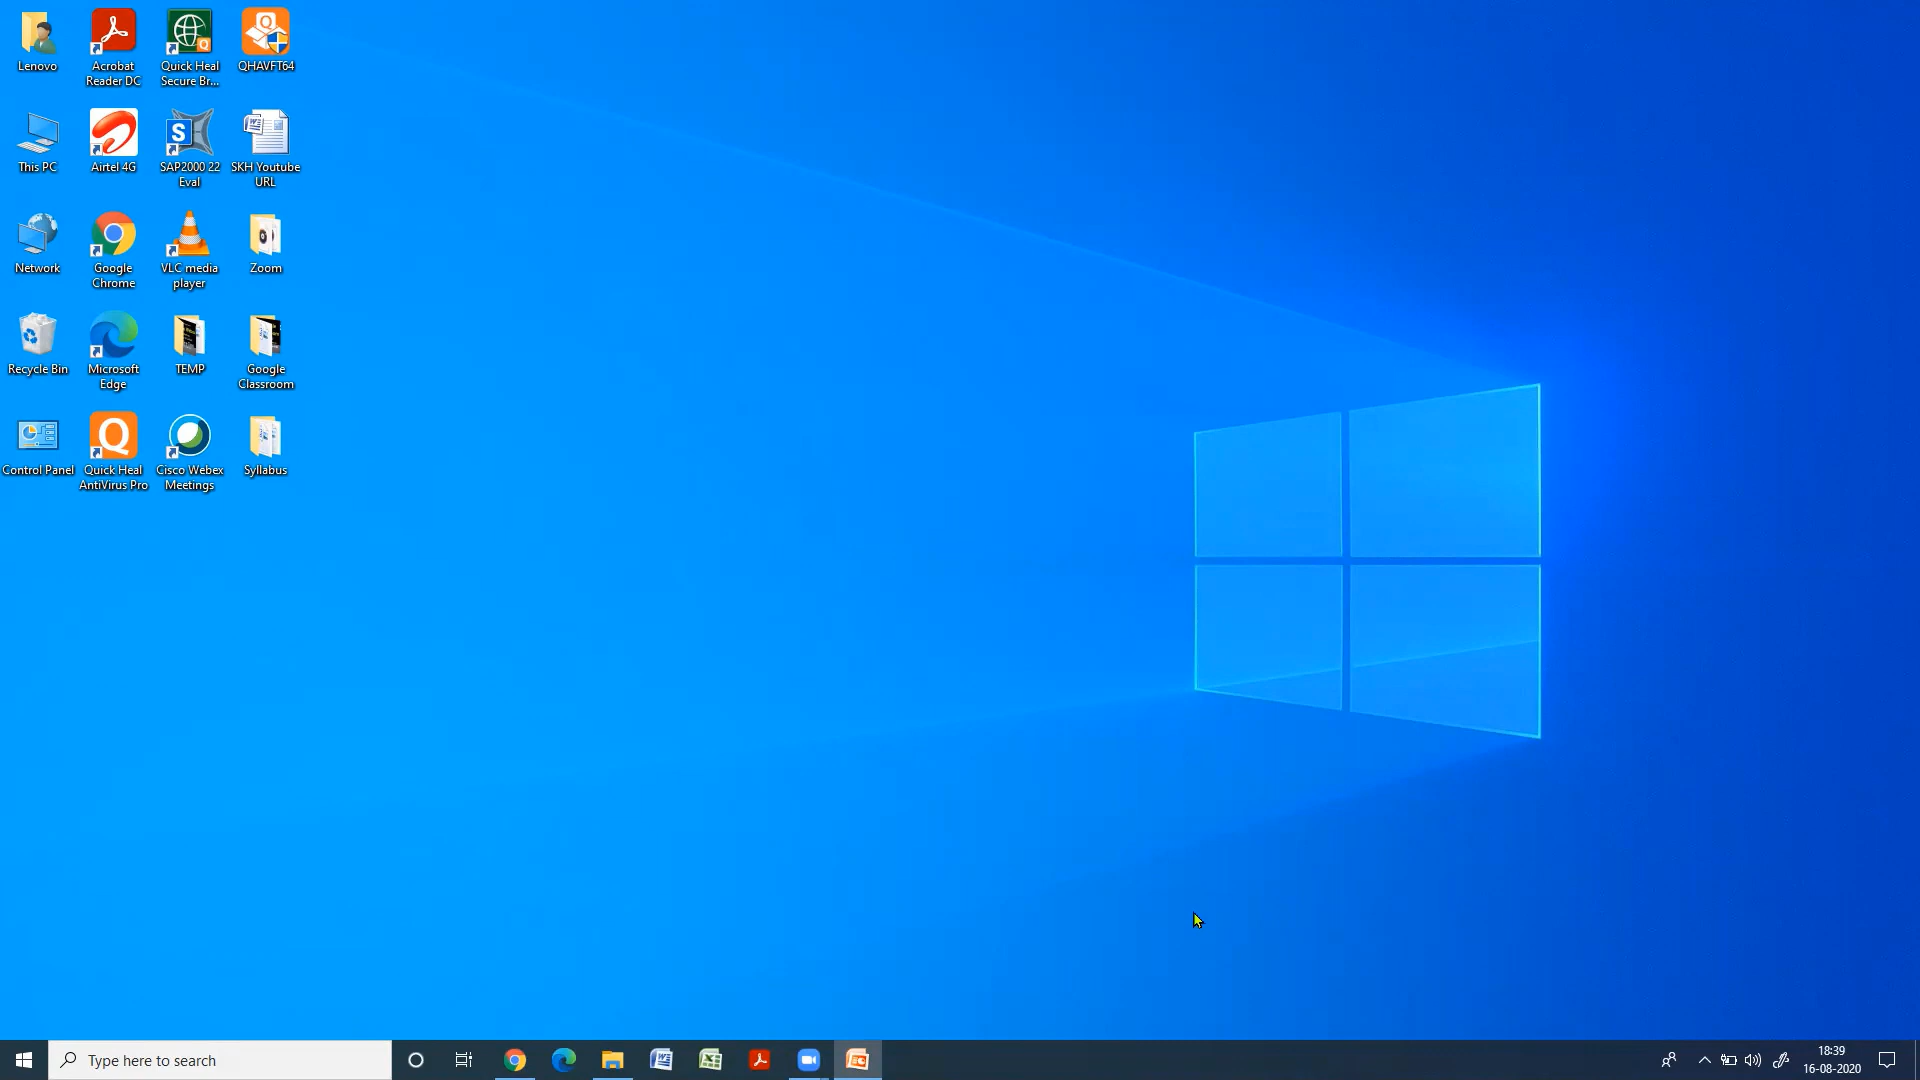 Lenovo
Acrobat
Reader DC
Quick Heal
Secure Br...
QHAVFT64
This PC
Airtel 4G
SAP2000 22
Eval
SKH Youtube
URL
Network
Google
Chrome
VLC media
player
Zoom
Recycle Bin
Microsoft
Edge
TEMP
Google
Classroom
Control Panel
Quick Heal
AntiVirus Pro
Cisco Webex
Meetings
Syllabus
Type here to search
18:39
16-08-2020